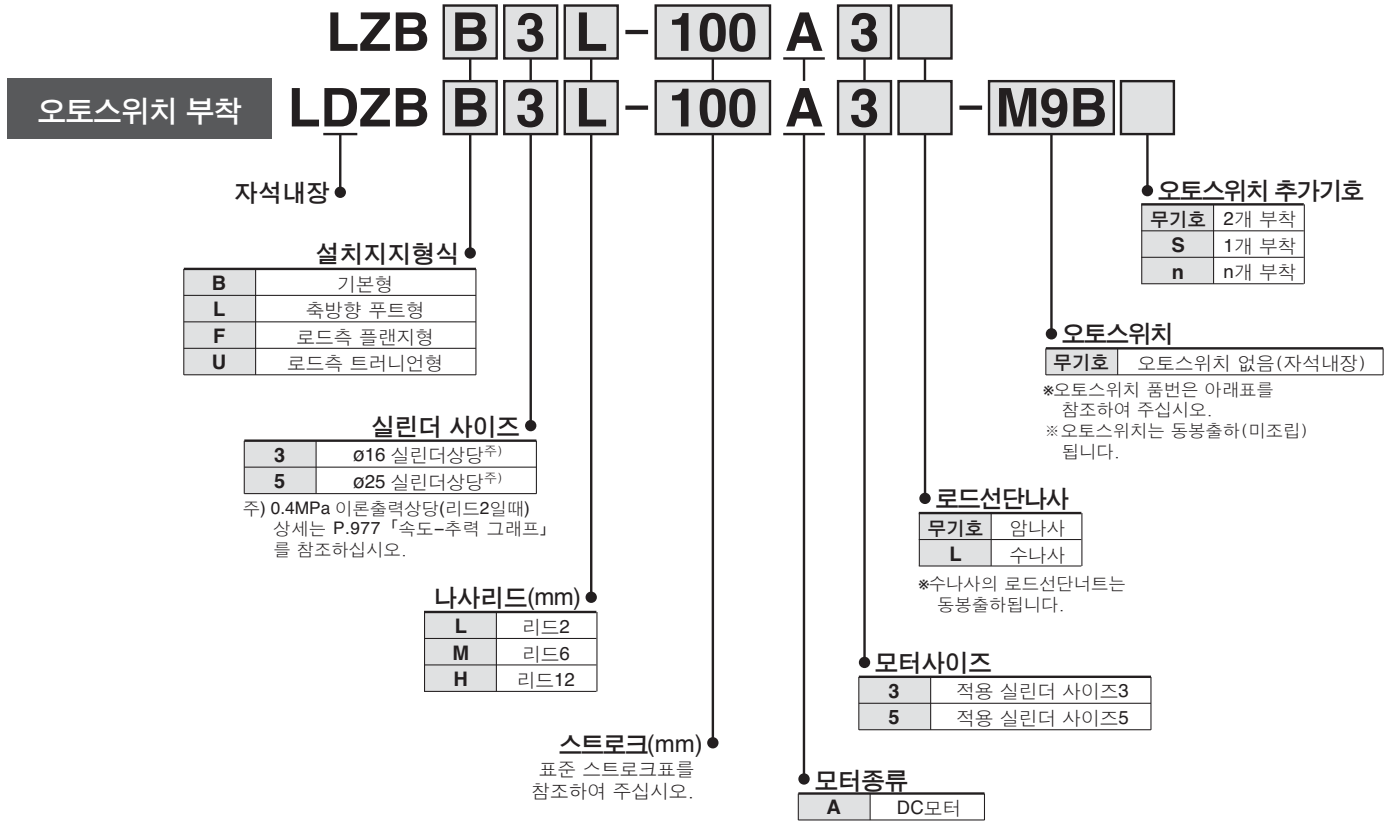 LZB B 3 L - 100 A 3
오토스위치 부착 LDZB B 3 L - 100 A 3 - M9B
자석내장
설치지지형식
B 기본형
L 축방향 푸트형
F 로드측 플랜지형
U 로드측 트러니언형
실린더 사이즈
3 ø16 실린더상당주)
5 ø25 실린더상당주)
주) 0.4MPa 이론출력상당(리드2일때)
상세는 P.977 「속도-추력 그래프」
를 참조하십시오.
나사리드(mm)
L 리드2
M 리드6
H 리드12
스트로크(mm)
표준 스트로크표를
참조하여 주십시오.
오토스위치 추가기호
무기호 2개 부착
S 1개 부착
n n개 부착
오토스위치
무기호 오토스위치 없음(자석내장)
※오토스위치 품번은 아래표를
참조하여 주십시오.
※오토스위치는 동봉출하(미조립)
됩니다.
로드선단나사
무기호 암나사
L 수나사
※수나사의 로드선단너트는
동봉출하됩니다.
모터사이즈
3 적용 실린더 사이즈3
5 적용 실린더 사이즈5
모터종류
A DC모터